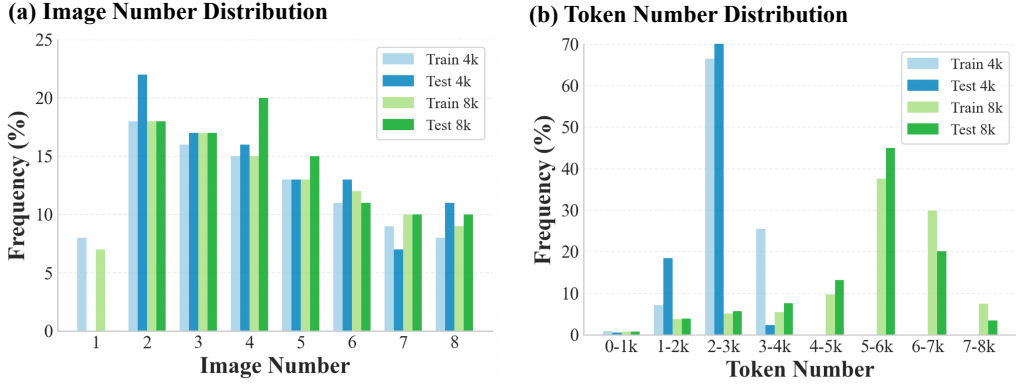 (a) Image Number Distribution
25
20
15
10
5
0
Frequency (%)
Train 4k
Test 4k
Train 8k
Test 8k
1 2 3 4 5 6 7 8
Image Number
(b) Token Number Distribution
70
60
50
40
30
20
10
0
Frequency (%)
Train 4k
Test 4k
Train 8k
Test 8k
0-1k 1-2k 2-3k 3-4k 4-5k 5-6k 6-7k 7-8k
Token Number